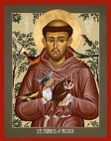 ST. FRANCIS of ASSISI